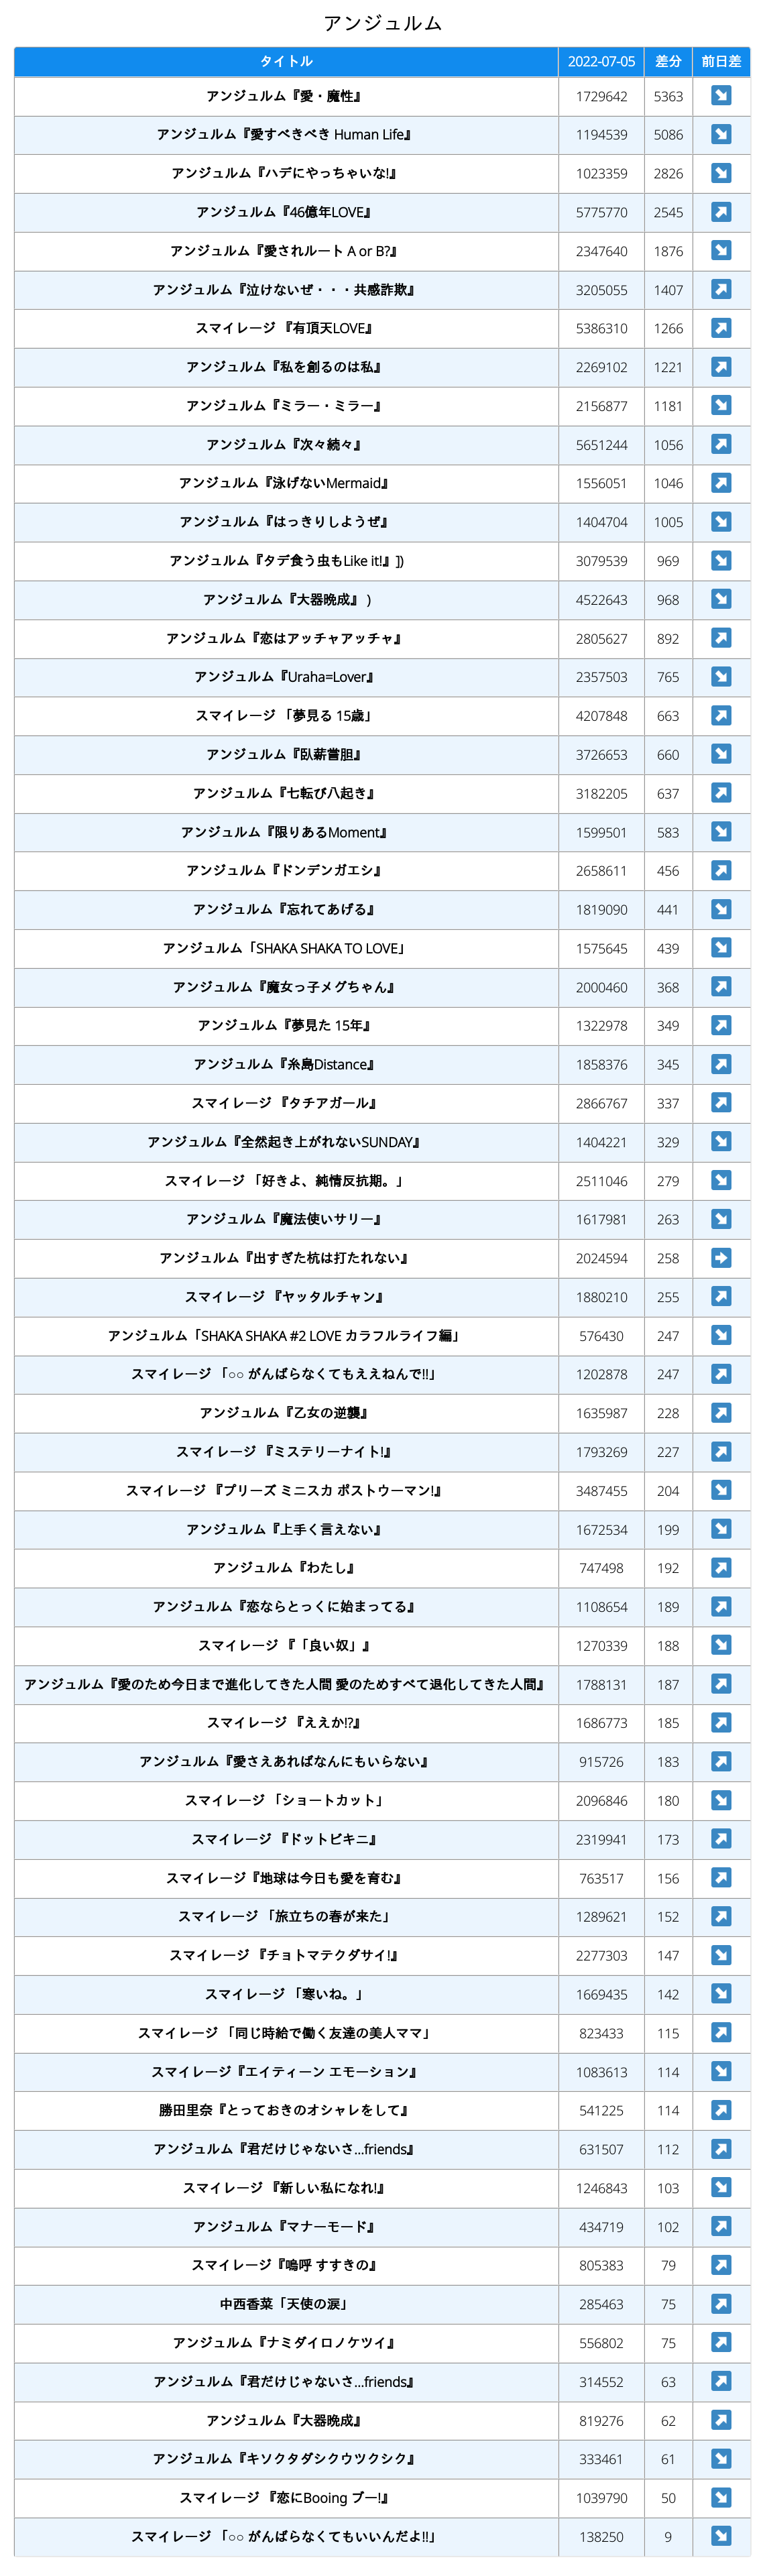 アンジュルム
タイトル 2022-07-05 差分 前日差
アンジュルム『愛・魔性』 1729642 5363 ↘
アンジュルム『愛すべきべき Human Life』 1194539 5086 ↘
アンジュルム『ハデにやっちゃいな!』 1023359 2826 ↘
アンジュルム『46億年LOVE』 5775770 2545 ↗
アンジュルム『愛されルート A or B?』 2347640 1876 ↘
アンジュルム『泣けないぜ・・・共感詐欺』 3205055 1407 ↗
スマイレージ 『有頂天LOVE』 5386310 1266 ↗
アンジュルム『私を創るのは私』 2269102 1221 ↗
アンジュルム『ミラー・ミラー』 2156877 1181 ↘
アンジュルム『次々続々』 5651244 1056 ↗
アンジュルム『泳げないMermaid』 1556051 1046 ↗
アンジュルム『はっきりしようぜ』 1404704 1005 ↘
アンジュルム『タデ食う虫もLike it!』]) 3079539 969 ↘
アンジュルム『大器晩成』 ) 4522643 968 ↘
アンジュルム『恋はアッチャアッチャ』 2805627 892 ↗
アンジュルム『Uraha=Lover』 2357503 765 ↘
スマイレージ 「夢見る 15歳」 4207848 663 ↗
アンジュルム『臥薪嘗胆』 3726653 660 ↘
アンジュルム『七転び八起き』 3182205 637 ↗
アンジュルム『限りあるMoment』 1599501 583 ↘
アンジュルム『ドンデンガエシ』 2658611 456 ↗
アンジュルム『忘れてあげる』 1819090 441 ↘
アンジュルム「SHAKA SHAKA TO LOVE」 1575645 439 ↘
アンジュルム『魔女っ子メグちゃん』 2000460 368 ↗
アンジュルム『夢見た 15年』 1322978 349 ↗
アンジュルム『糸島Distance』 1858376 345 ↗
スマイレージ 『タチアガール』 2866767 337 ↗
アンジュルム『全然起き上がれないSUNDAY』 1404221 329 ↘
スマイレージ 「好きよ、純情反抗期。」 2511046 279 ↘
アンジュルム『魔法使いサリー』 1617981 263 ↘
アンジュルム『出すぎた杭は打たれない』 2024594 258 ➡
スマイレージ 『ヤッタルチャン』 1880210 255 ↗
アンジュルム「SHAKA SHAKA #2 LOVE カラフルライフ編」 576430 247 ↘
スマイレージ 「○○ がんばらなくてもええねんで!!」 1202878 247 ↗
アンジュルム『乙女の逆襲』 1635987 228 ↗
スマイレージ 『ミステリーナイト!』 1793269 227 ↗
スマイレージ 『プリーズ ミニスカ ポストウーマン!』 3487455 204 ↘
アンジュルム『上手く言えない』 1672534 199 ↘
アンジュルム『わたし』 747498 192 ↗
アンジュルム『恋ならとっくに始まってる』 1108654 189 ↗
スマイレージ 『「良い奴」』 1270339 188 ↘
アンジュルム『愛のため今日まで進化してきた人間 愛のためすべて退化してきた人間』 1788131 187 ↗
スマイレージ 『ええか!?』 1686773 185 ↗
アンジュルム『愛さえあればなんにもいらない』 915726 183 ↗
スマイレージ 「ショートカット」 2096846 180 ↘
スマイレージ 『ドットビキニ』 2319941 173 ↗
スマイレージ『地球は今日も愛を育む』 763517 156 ↗
スマイレージ 「旅立ちの春が来た」 1289621 152 ↗
スマイレージ 『チョトマテクダサイ!』 2277303 147 ↘
スマイレージ 「寒いね。」 1669435 142 ↘
スマイレージ 「同じ時給で働く友達の美人ママ」 823433 115 ↗
スマイレージ『エイティーン エモーション』 1083613 114 ↘
勝田里奈『とっておきのオシャレをして』 541225 114 ↗
アンジュルム『君だけじゃないさ...friends』 631507 112 ↗
スマイレージ 『新しい私になれ!』 1246843 103 ↘
アンジュルム『マナーモード』 434719 102 ↗
スマイレージ『嗚呼 すすきの』 805383 79 ↗
中西香菜「天使の涙」 285463 75 ↗
アンジュルム『ナミダイロノケツイ』 556802 75 ↗
アンジュルム『君だけじゃないさ...friends』 314552 63 ↗
アンジュルム『大器晩成』 819276 62 ↗
アンジュルム『キソクタダシクウツクシク』 333461 61 ↘
スマイレージ 『恋にBooing ブー!』 1039790 50 ↘
スマイレージ 「○○ がんばらなくてもいいんだよ!!」 138250 9 ↘